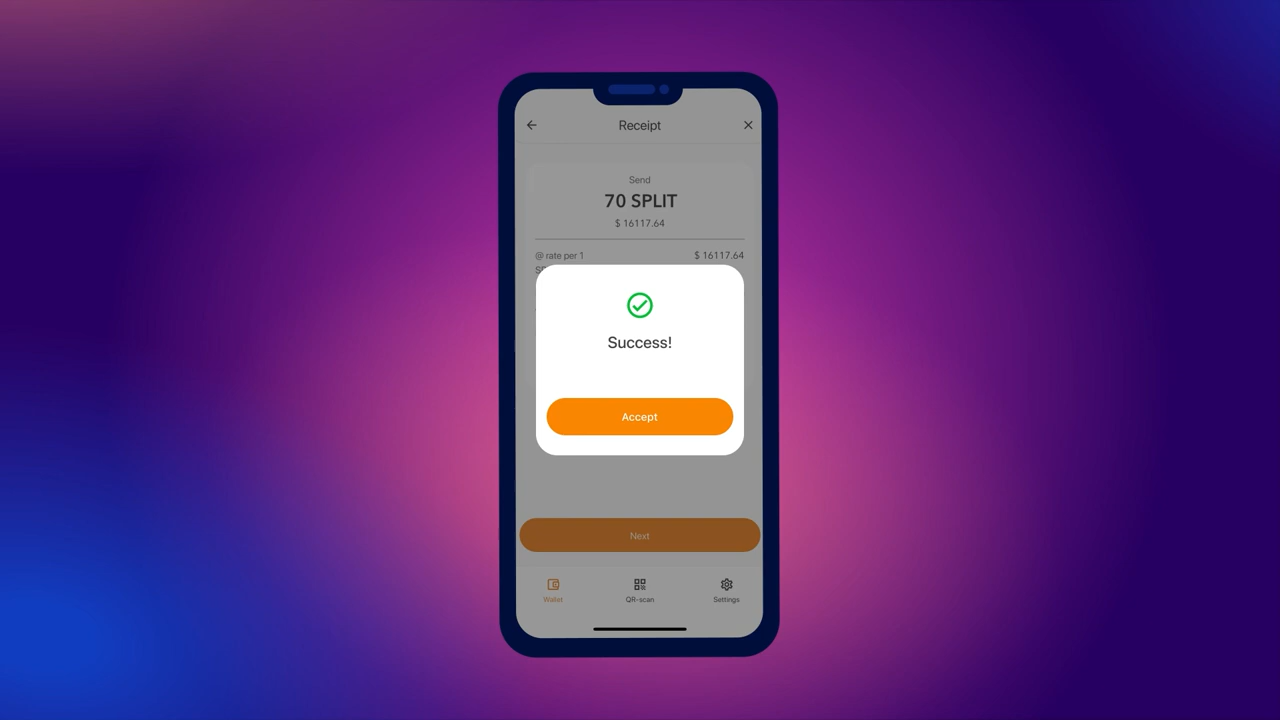 Receipt
Send
70 SPLIT
$ 16117.64
@ rate per 1 $ 16117.64
Success!
Accept
Next
Wallet QR-scan Settings